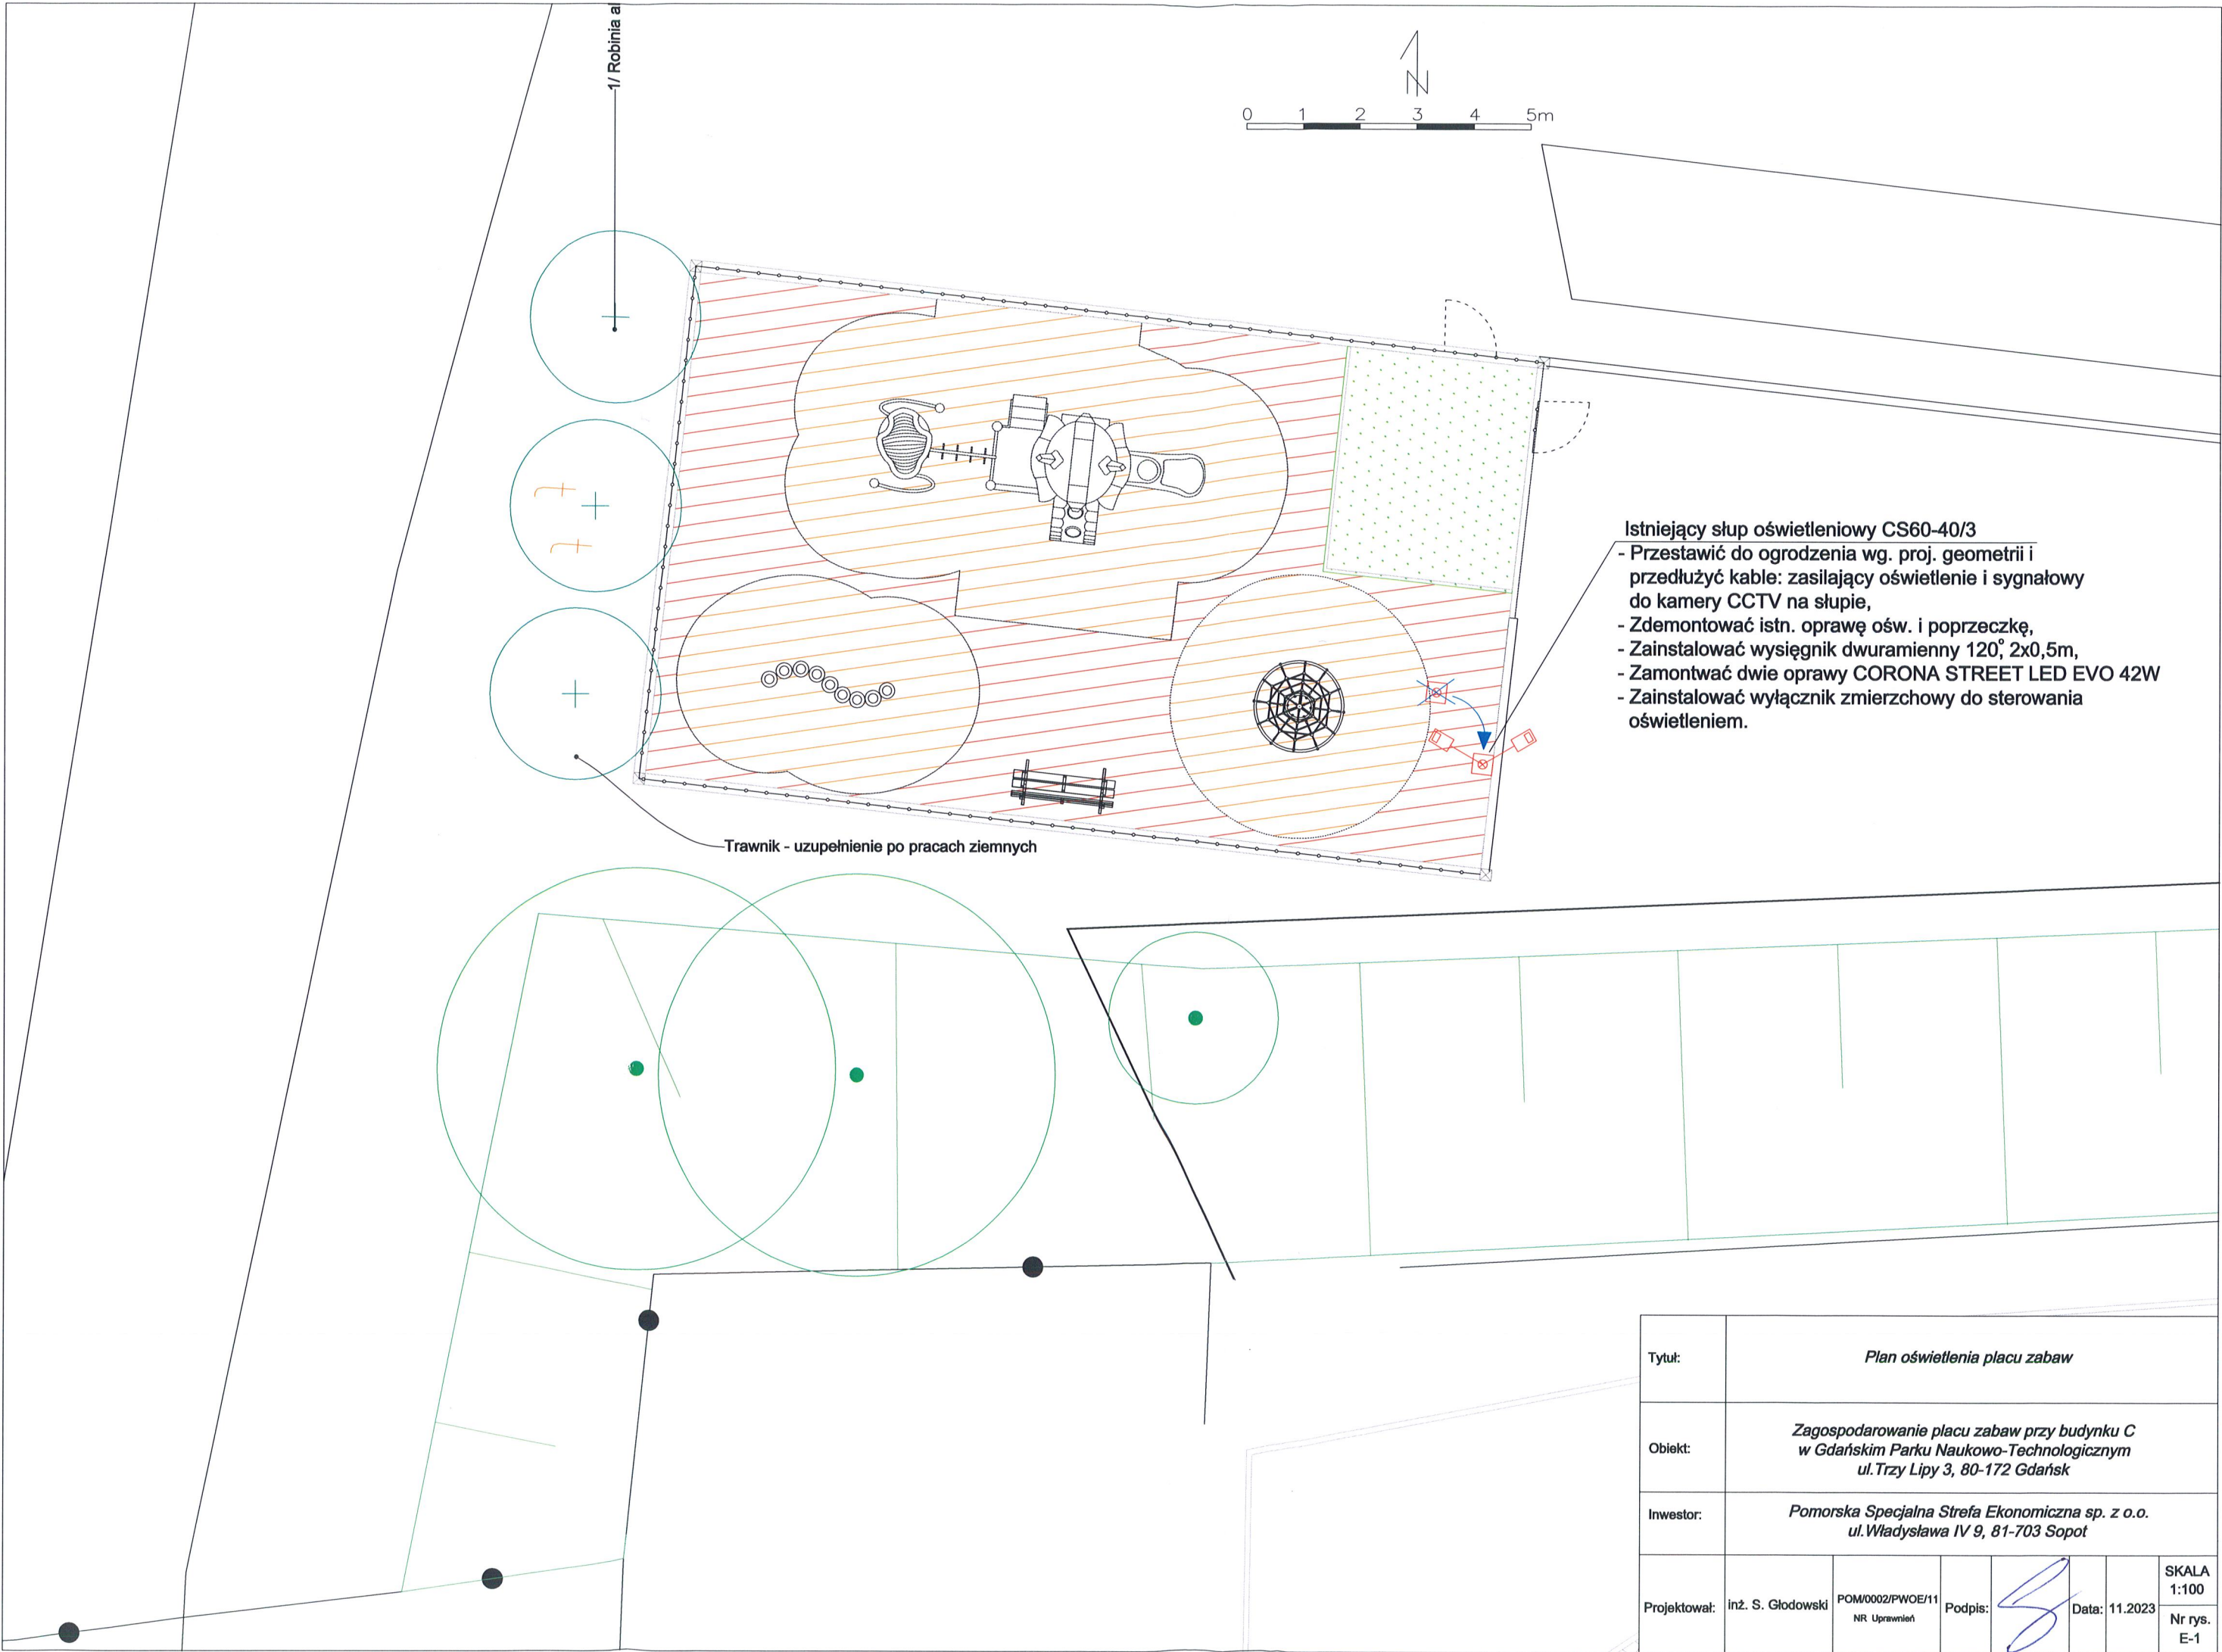 1/ Robinia a
N
0 1 2 3 4 5m
Istniejący słup oświetleniowy CS60-40/3
- Przestawić do ogrodzenia wg. proj. geometrii i
przedłużyć kable: zasilający oświetlenie i sygnałowy
do kamery CCTV na słupie,
- Zdemontować istn. oprawę ośw. i poprzeczkę,
- Zainstalować wysięgnik dwuramienny 120°, 2x0,5m,
- Zamontwać dwie oprawy CORONA STREET LED EVO 42W
- Zainstalować wyłącznik zmierzchowy do sterowania
oświetleniem.
Trawnik - uzupełnienie po pracach ziemnych
Tytuł:
Plan oświetlenia placu zabaw
Obiekt:
Zagospodarowanie placu zabaw przy budynku C
w Gdańskim Parku Naukowo-Technologicznym
ul.Trzy Lipy 3, 80-172 Gdańsk
Inwestor:
Pomorska Specjalna Strefa Ekonomiczna sp. z o.o.
ul.Władysława IV 9, 81-703 Sopot
Projektował:
inż. S. Głodowski
POM/0002/PWOE/11
NR Uprawnień
Podpis:
Data:
11.2023
SKALA
1:100
Nr rys.
E-1